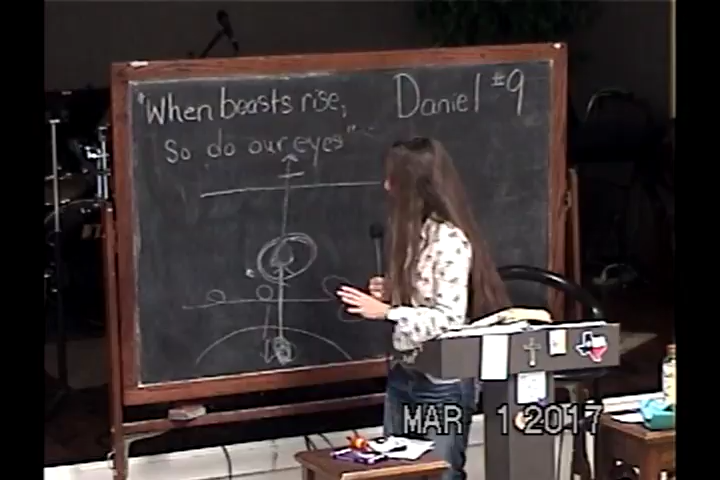 "When beasts rise,
So do our eyes"
Daniel #9
MAR 1 2017